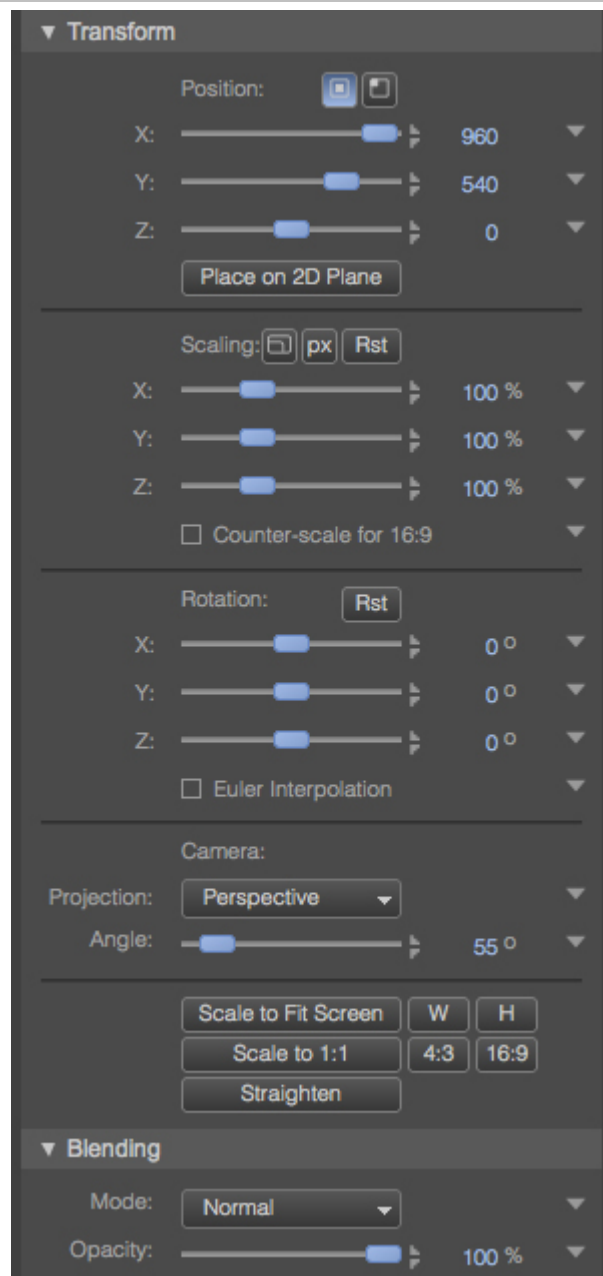 Transform
Position:
X: 960
Y: 540
Z: 0
Place on 2D Plane
Scaling: px Rst
X: 100 %
Y: 100 %
Z: 100 %
Counter-scale for 16:9
Rotation: Rst
X: 0 º
Y: 0 º
Z: 0 º
Euler Interpolation
Camera:
Projection: Perspective
Angle: 55 º
Scale to Fit Screen W H
Scale to 1:1 4:3 16:9
Straighten
Blending
Mode: Normal
Opacity: 100 %